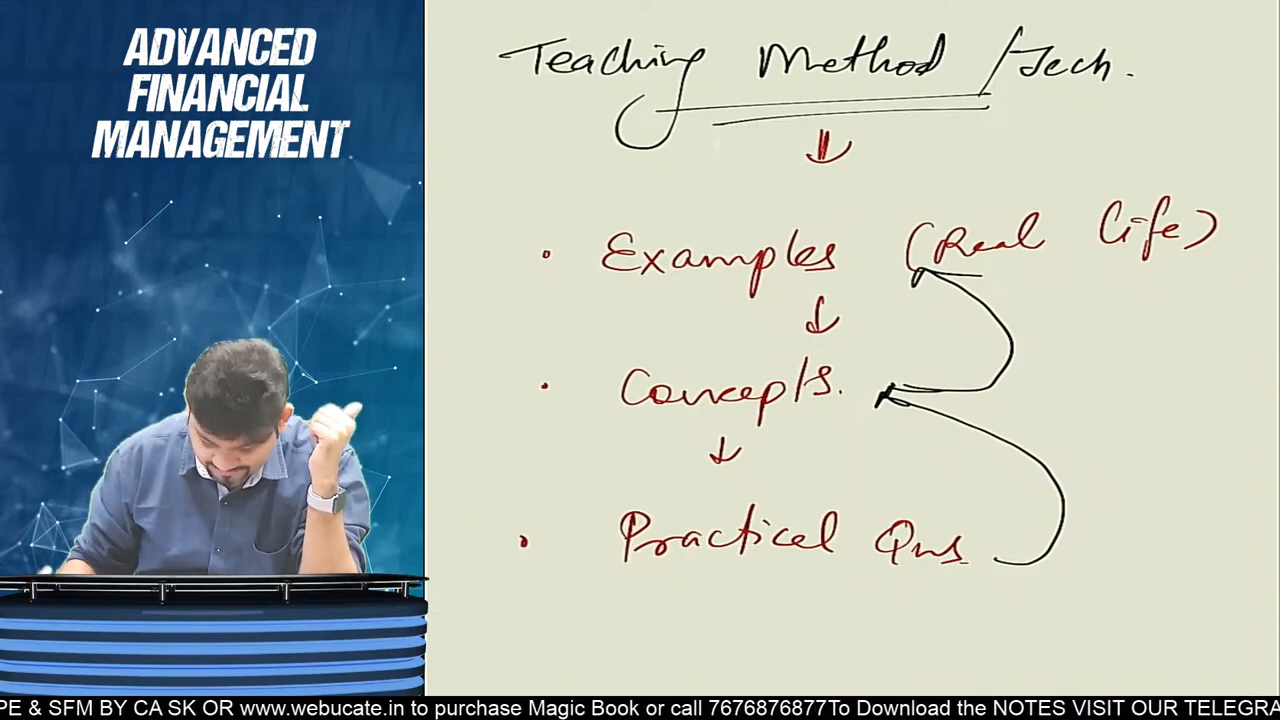 ADVANCED
FINANCIAL
MANAGEMENT
Teaching Method / Tech.
• Examples (Real life)
• Concepts.
• Practical Qns
PE & SFM BY CA SK OR www.webucate.in to purchase Magic Book or call 7676876877To Download the NOTES VISIT OUR TELEGRA